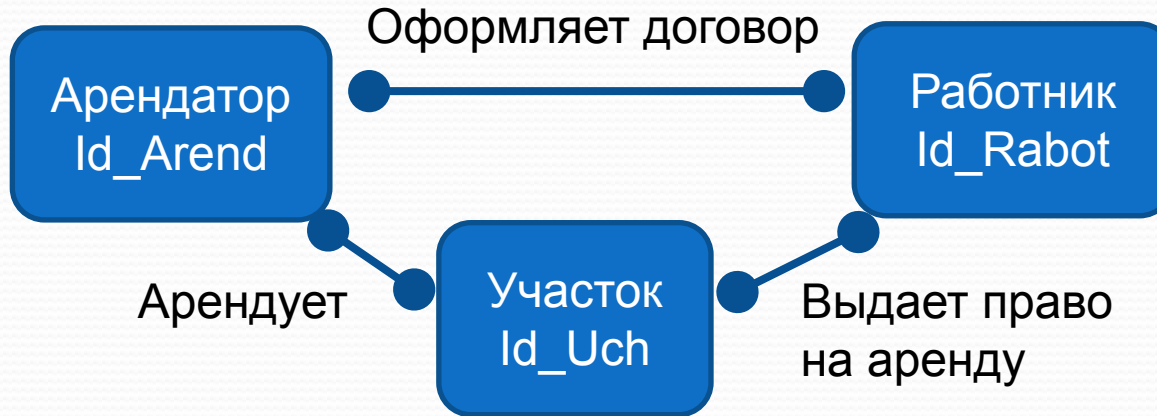 Оформляет договор
Арендатор
Id_Arend
Работник
Id_Rabot
Арендует
Участок
Id_Uch
Выдает право
на аренду